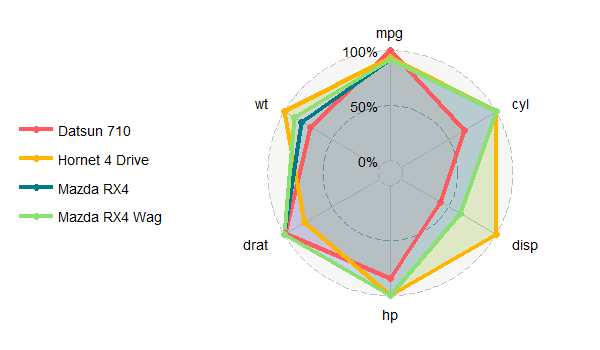 mpg
100%
wt
cyl
50%
Datsun 710
Hornet 4 Drive
0%
Mazda RX4
Mazda RX4 Wag
drat
disp
hp